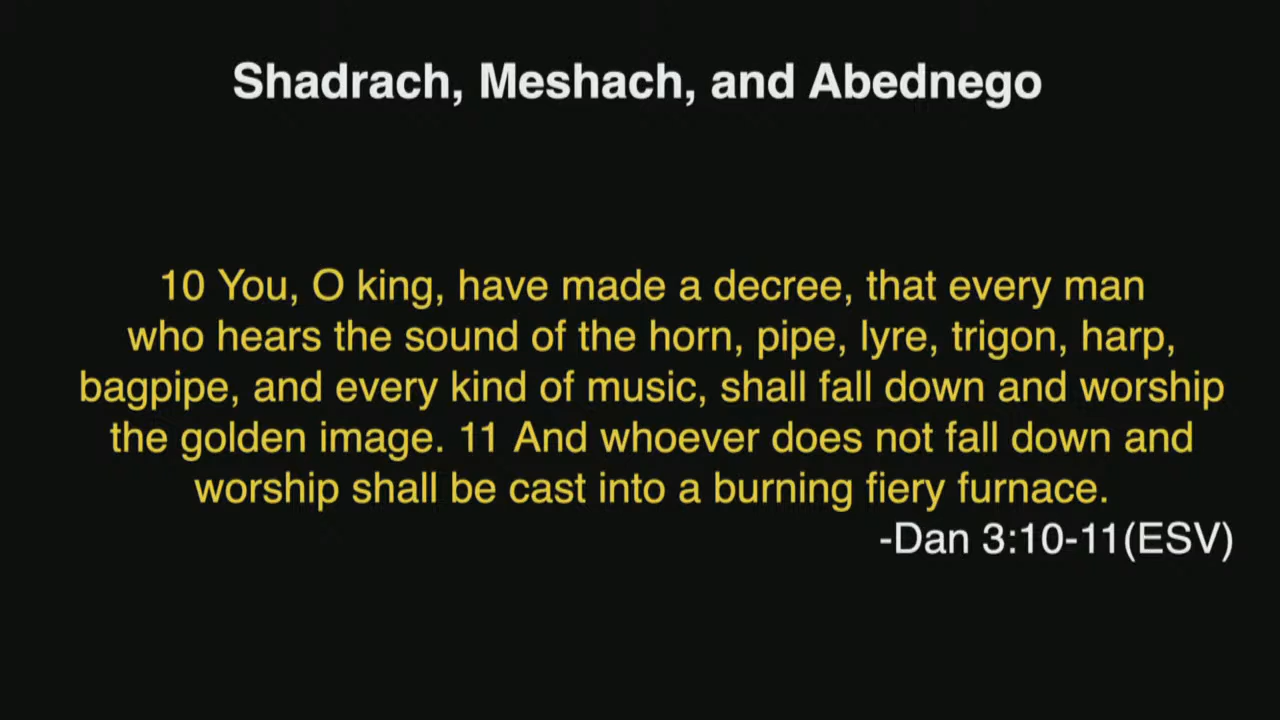 Shadrach, Meshach, and Abednego
10 You, O king, have made a decree, that every man
who hears the sound of the horn, pipe, lyre, trigon, harp,
bagpipe, and every kind of music, shall fall down and worship
the golden image. 11 And whoever does not fall down and
worship shall be cast into a burning fiery furnace.
-Dan 3:10-11(ESV)